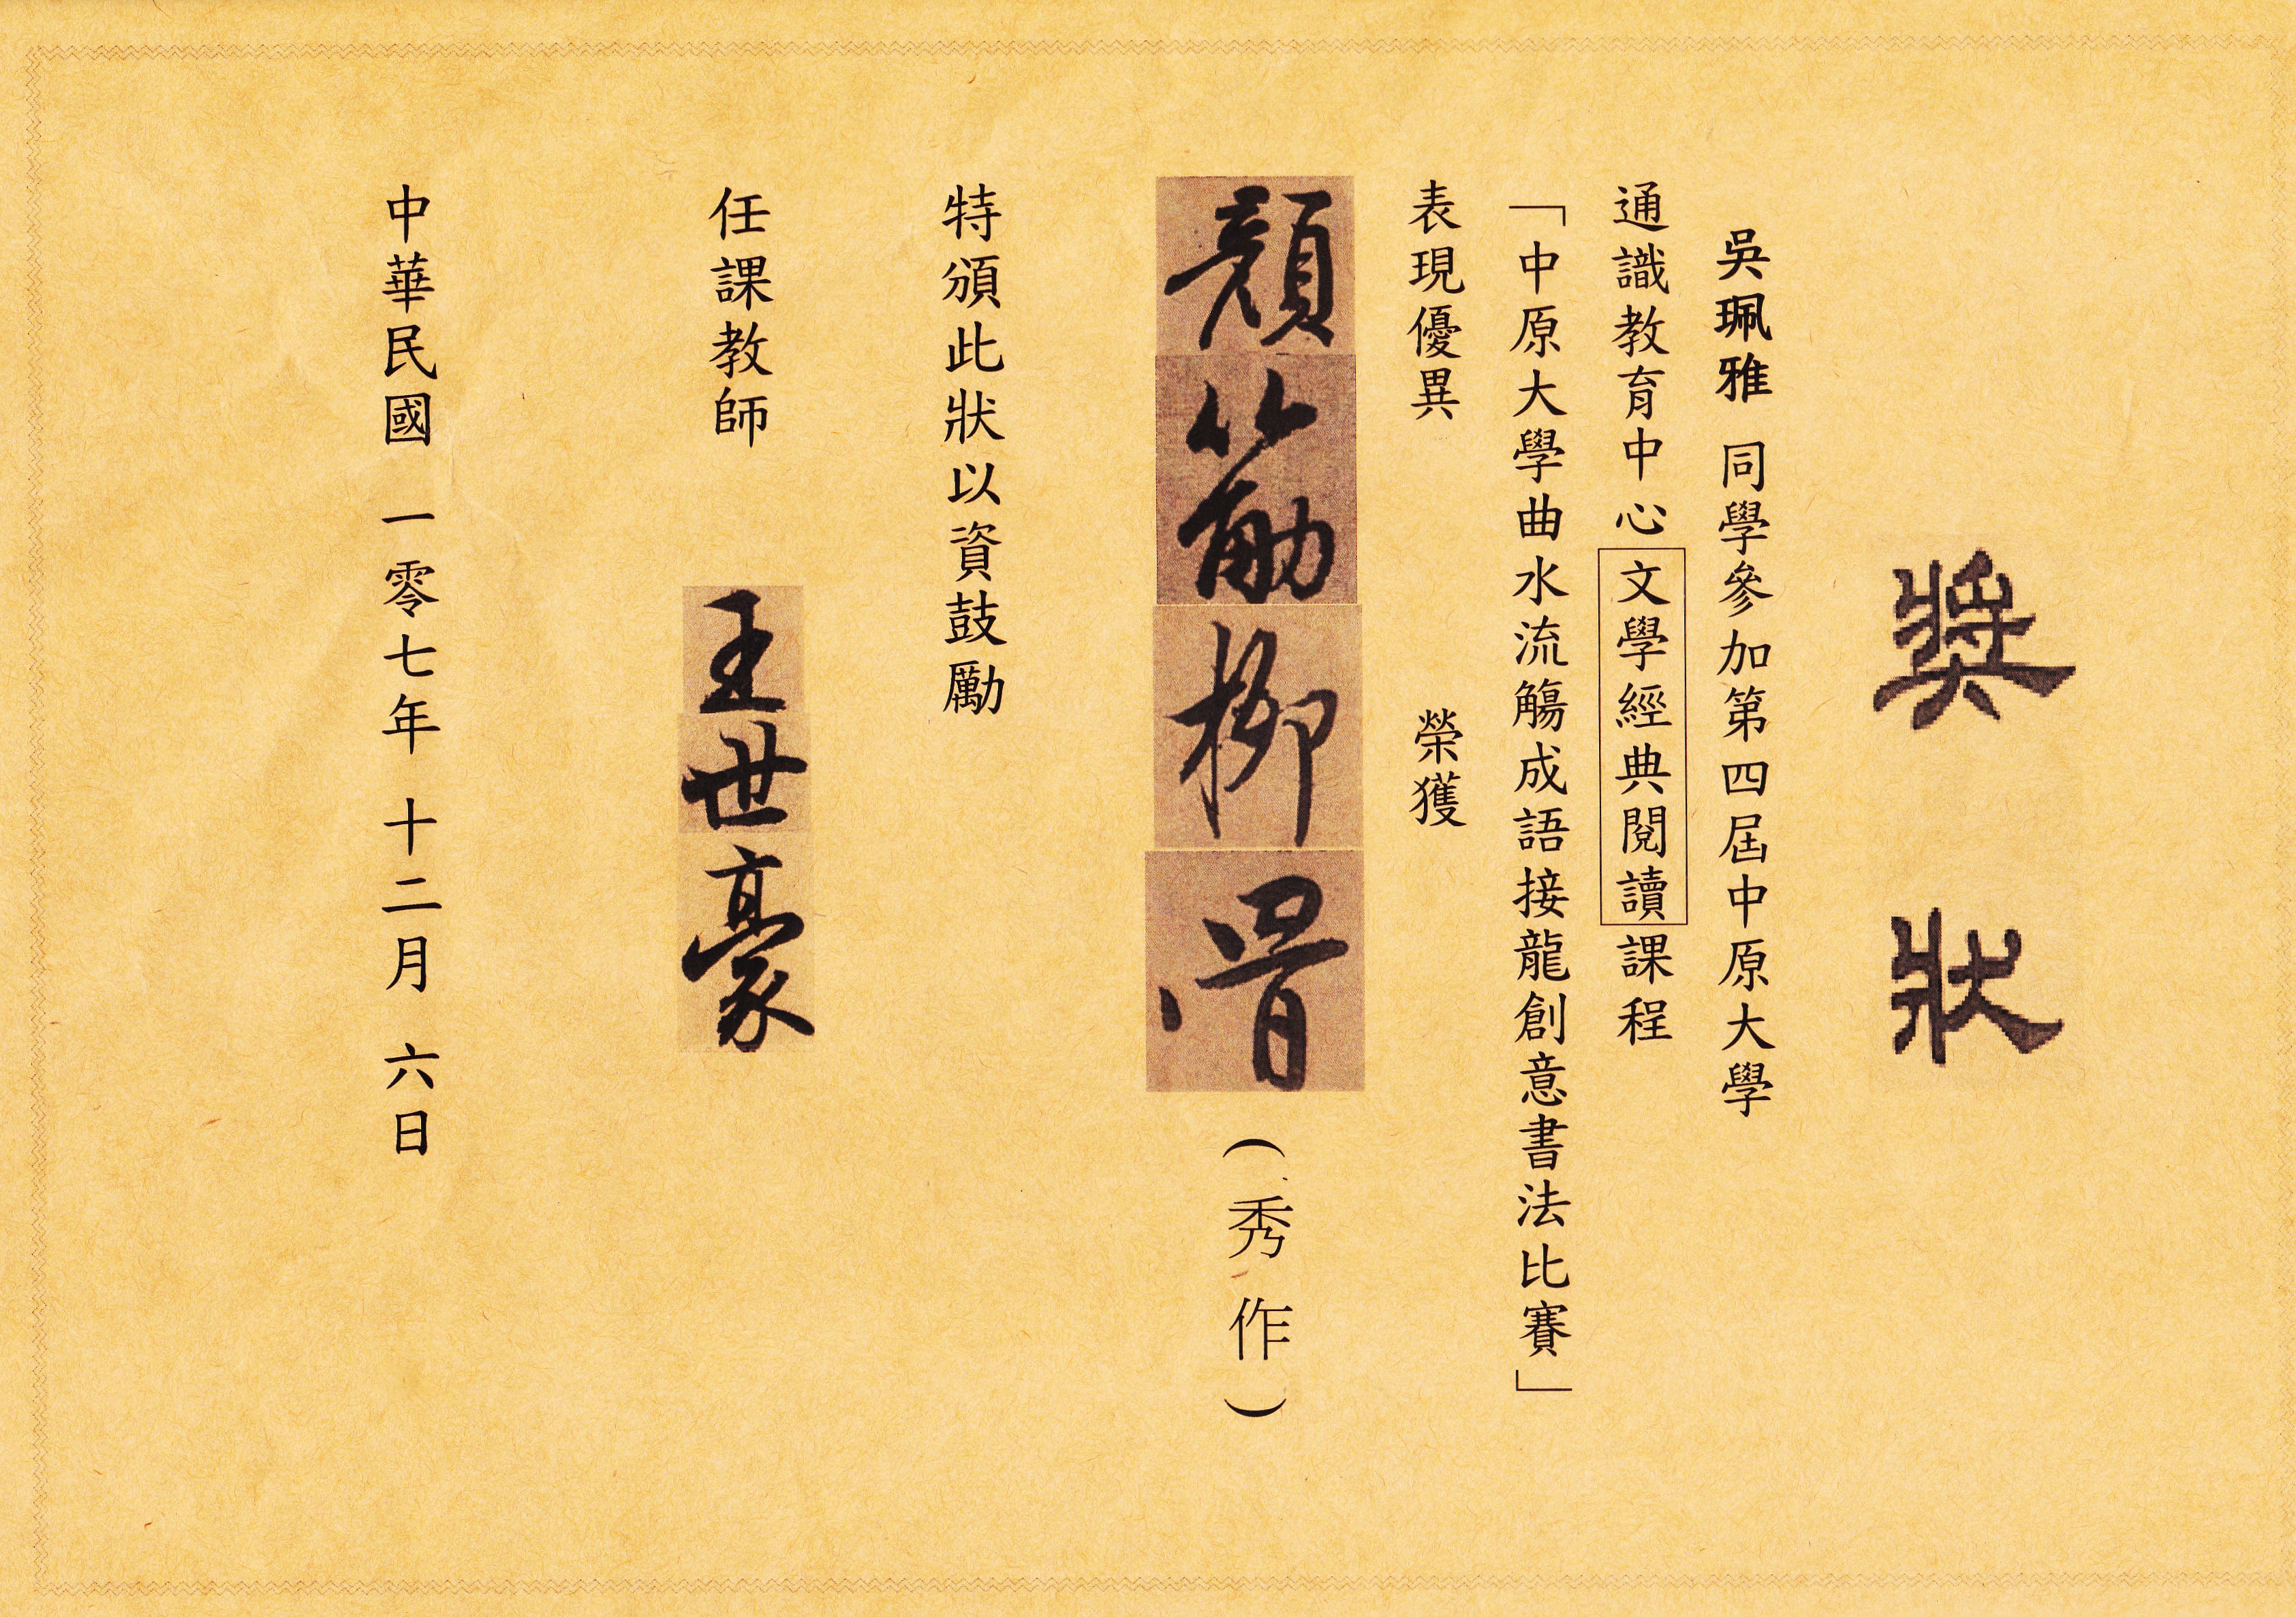 獎狀
吳珮雅 同學參加第四屆中原大學
通識教育中心文學經典閱讀課程
「中原大學曲水流觴成語接龍創意書法比賽」
表現優異 榮獲
顏筋柳骨(秀作)
特頒此狀以資鼓勵
任課教師 王世豪
中華民國 一零七年 十二月 六日